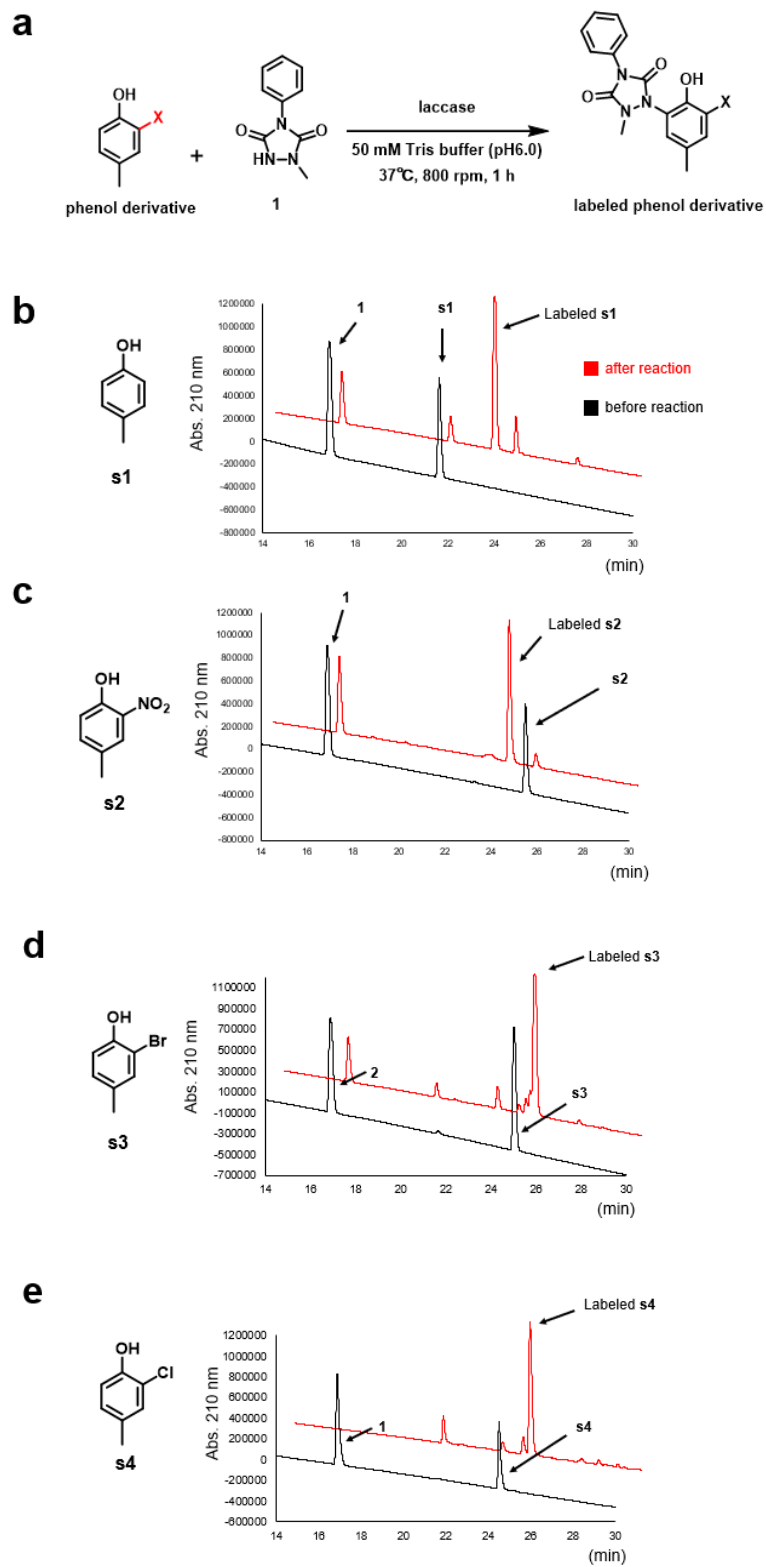 a
OH
X
phenol derivative
+
O
N
O
HN
N
1
laccase
50 mM Tris buffer (pH6.0)
37°C, 800 rpm, 1 h
O
N
O
N
N
OH
X
labeled phenol derivative
b
OH
s1
Abs. 210 nm
1200000
1000000
800000
600000
400000
200000
0
-200000
-400000
-600000
-800000
14 16 18 20 22 24 26 28 30
(min)
1
s1
Labeled s1
after reaction
before reaction
c
OH
NO2
s2
Abs. 210 nm
1200000
1000000
800000
600000
400000
200000
0
-200000
-400000
-600000
-800000
14 16 18 20 22 24 26 28 30
(min)
1
Labeled s2
s2
d
OH
Br
s3
Abs. 210 nm
1100000
900000
700000
500000
300000
100000
-100000
-300000
-500000
-700000
14 16 18 20 22 24 26 28 30
(min)
2
Labeled s3
s3
e
OH
Cl
s4
Abs. 210 nm
1200000
1000000
800000
600000
400000
200000
0
-200000
-400000
-600000
14 16 18 20 22 24 26 28 30
(min)
1
Labeled s4
s4